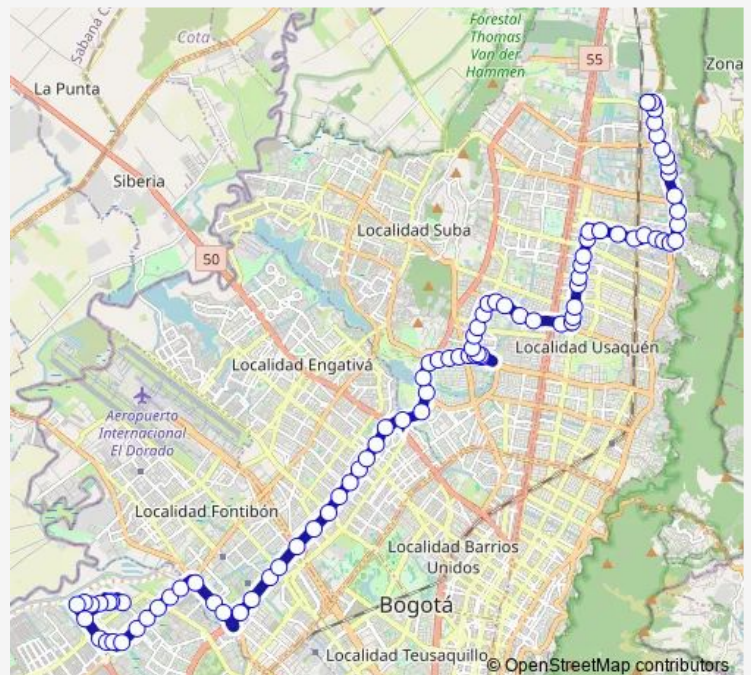 Forestal
Thomas
Van der
Hammen
Cota
Sabana C
55
Zona
La Punta
Siberia
Localidad Suba
50
Localidad Usaquén
Localidad Engativá
Aeropuerto
Internacional
El Dorado
Localidad Fontibón
Localidad Barrios
Unidos
Bogotá
Localidad Teusaquillo
© OpenStreetMap contributors